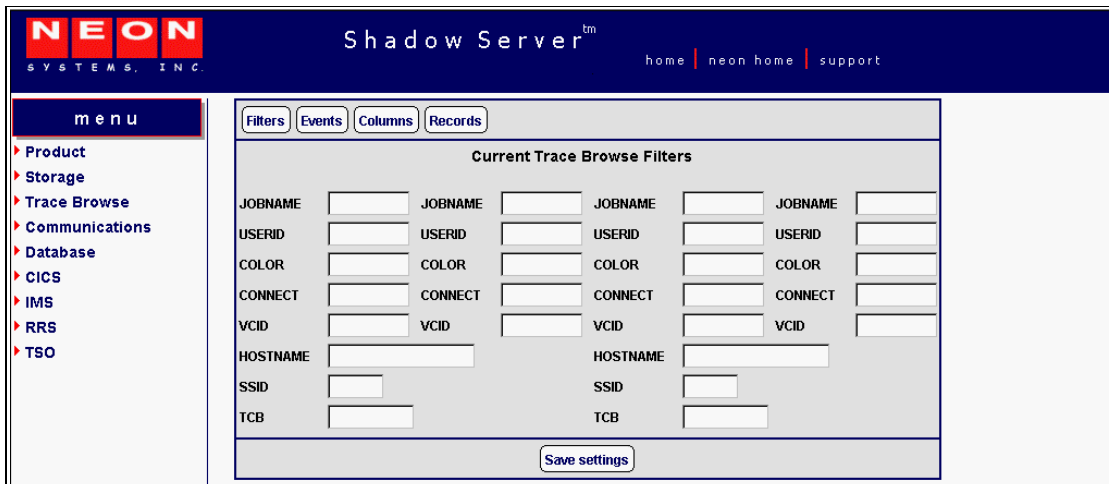 NEON
SYSTEMS, INC.
Shadow Server tm
home neon home support
menu
Product
Storage
Trace Browse
Communications
Database
CICS
IMS
RRS
TSO
Filters Events Columns Records
Current Trace Browse Filters
JOBNAME JOBNAME JOBNAME JOBNAME
USERID USERID USERID USERID
COLOR COLOR COLOR COLOR
CONNECT CONNECT CONNECT CONNECT
VCID VCID VCID VCID
HOSTNAME HOSTNAME
SSID SSID
TCB TCB
Save settings